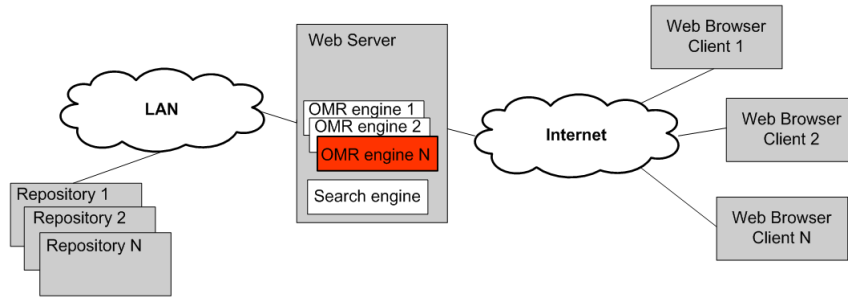 Web Server
LAN
OMR engine 1
OMR engine 2
OMR engine N
Search engine
Internet
Web Browser
Client 1
Web Browser
Client 2
Web Browser
Client N
Repository 1
Repository 2
Repository N